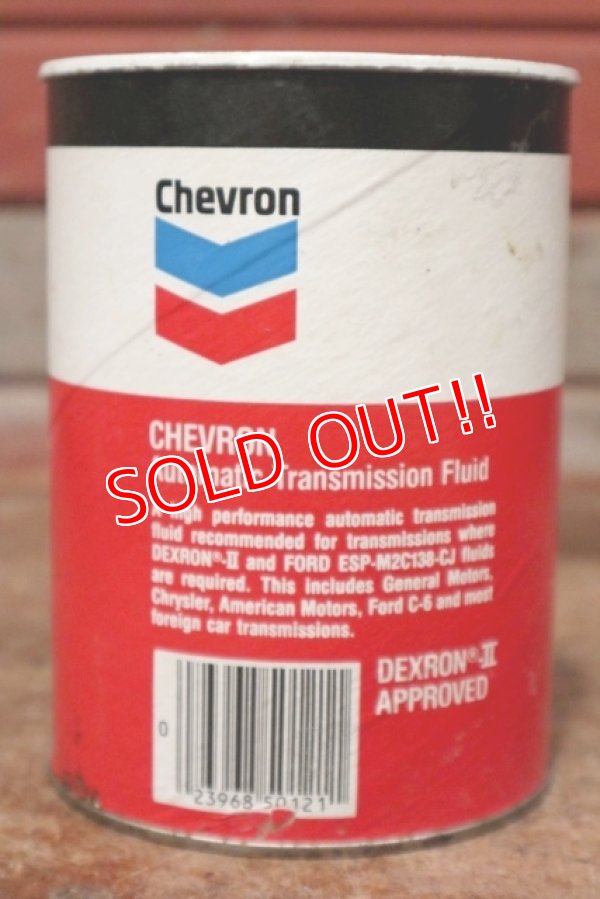 Chevron
CHEVRON
Automatic Transmission Fluid
SOLD OUT!!
A high performance automatic transmission
fluid recommended for transmissions where
DEXRON®-II and FORD ESP-M2C138-CJ fluids
are required. This includes General Motors,
Chrysler, American Motors, Ford C-6 and most
foreign car transmissions.
DEXRON®-II
APPROVED
0
23968 50121